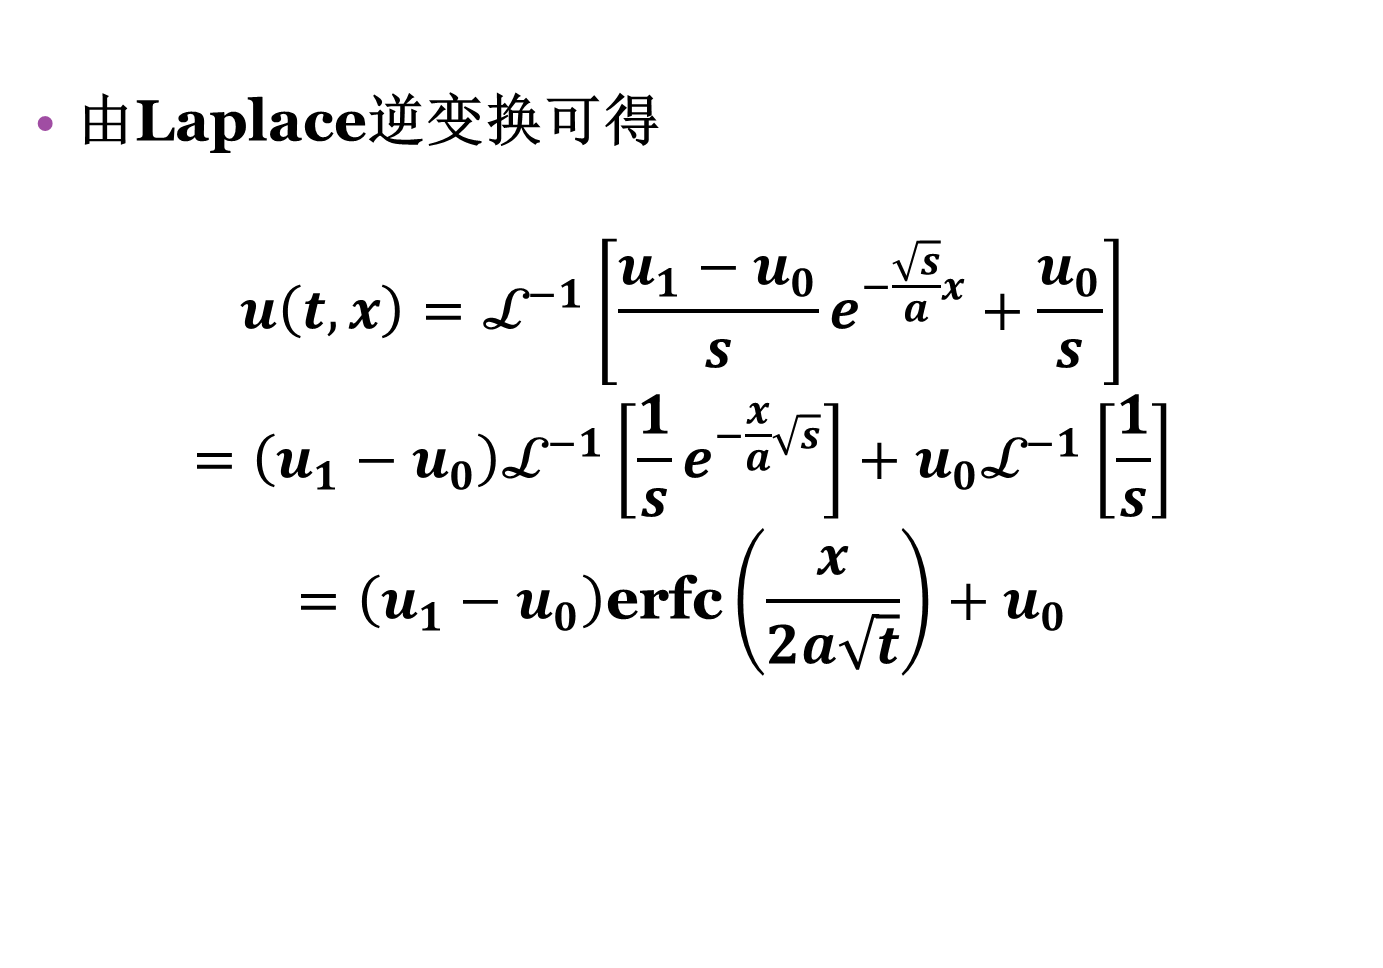 • 由Laplace逆变换可得
u(t, x) = ℒ⁻¹ [ (u₁ − u₀)/s e^(−(√s/a)x) + u₀/s ]
= (u₁ − u₀)ℒ⁻¹ [ 1/s e^(−(x/a)√s) ] + u₀ℒ⁻¹ [ 1/s ]
= (u₁ − u₀)erfc( x/(2a√t) ) + u₀